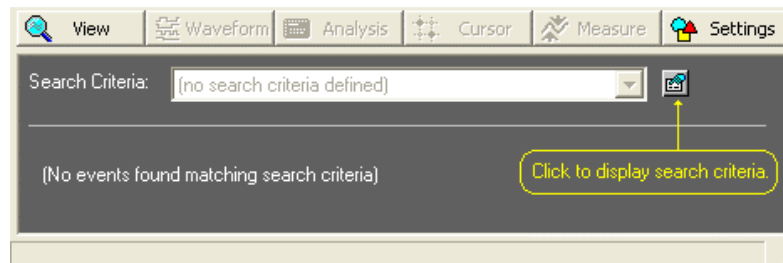 View Waveform Analysis Cursor Measure Settings
Search Criteria: (no search criteria defined)
(No events found matching search criteria)
Click to display search criteria.